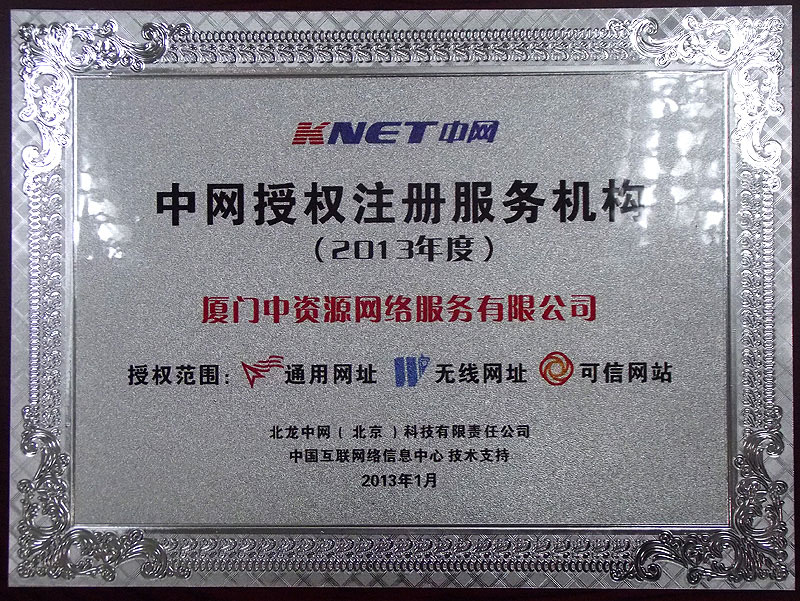 KNET中网
中网授权注册服务机构
（2013年度）
厦门中资源网络服务有限公司
授权范围：通用网址 无线网址 可信网站
北龙中网（北京）科技有限责任公司
中国互联网络信息中心 技术支持
2013年1月